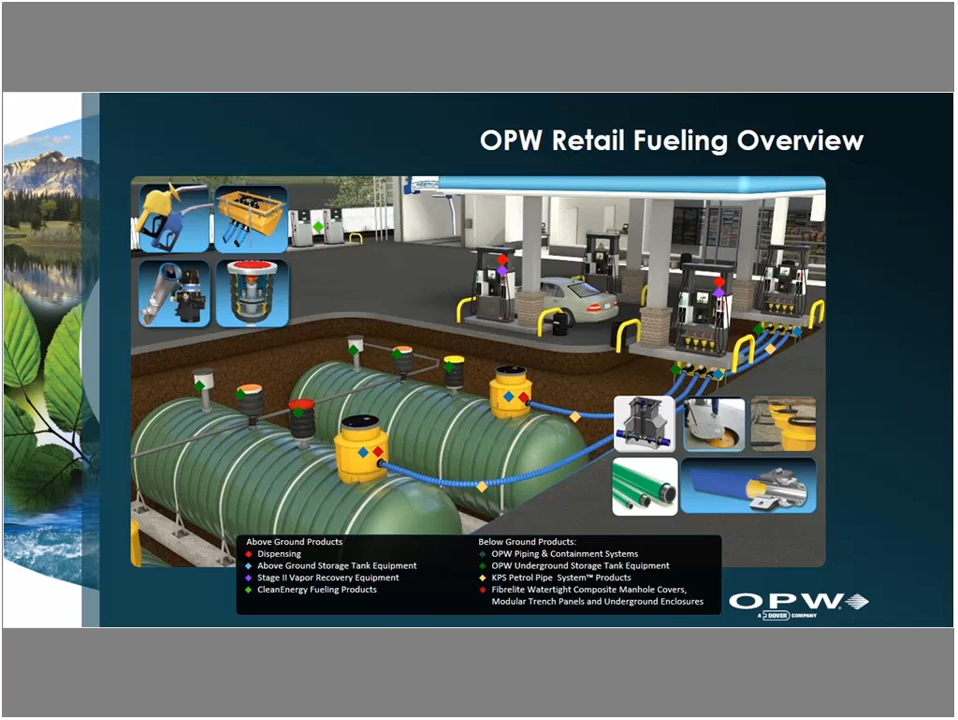 OPW Retail Fueling Overview
Above Ground Products
Dispensing
Above Ground Storage Tank Equipment
Stage II Vapor Recovery Equipment
CleanEnergy Fueling Products
Below Ground Products:
OPW Piping & Containment Systems
OPW Underground Storage Tank Equipment
KPS Petrol Pipe System™ Products
Fibrelite Watertight Composite Manhole Covers,
Modular Trench Panels and Underground Enclosures
OPW
A DOVER COMPANY